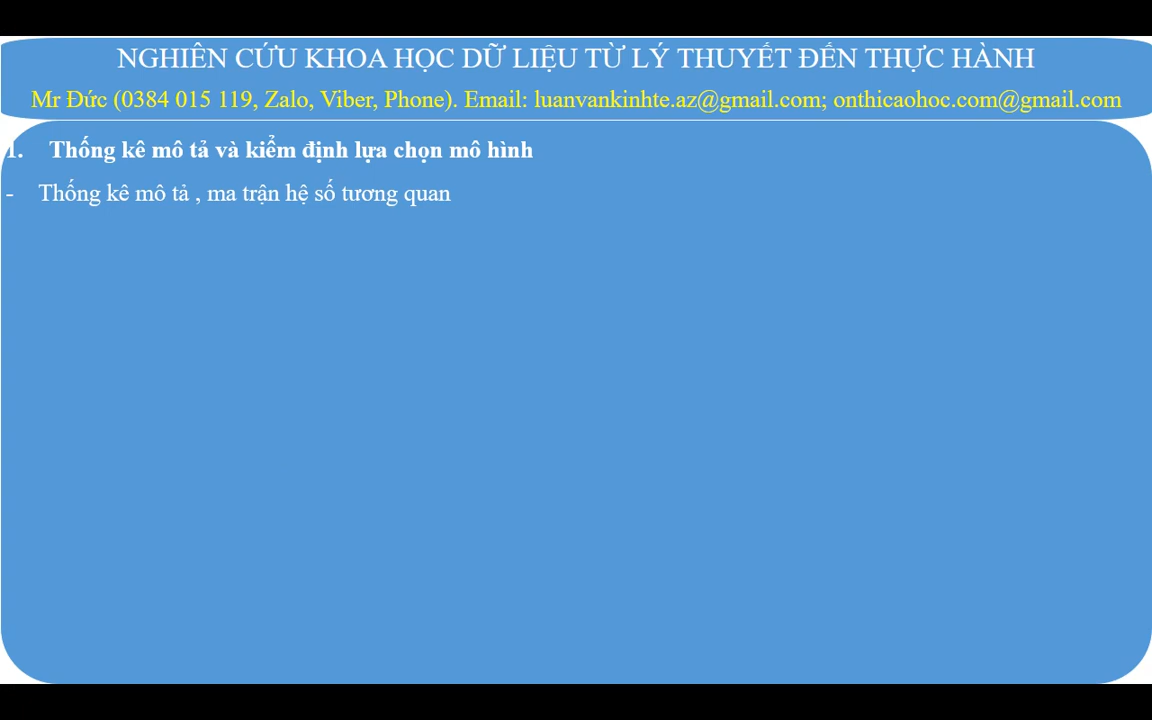 NGHIÊN CỨU KHOA HỌC DỮ LIỆU TỪ LÝ THUYẾT ĐẾN THỰC HÀNH
Mr Đức (0384 015 119, Zalo, Viber, Phone). Email: luanvankinhte.az@gmail.com; onthicaohoc.com@gmail.com
1. Thống kê mô tả và kiểm định lựa chọn mô hình
- Thống kê mô tả , ma trận hệ số tương quan